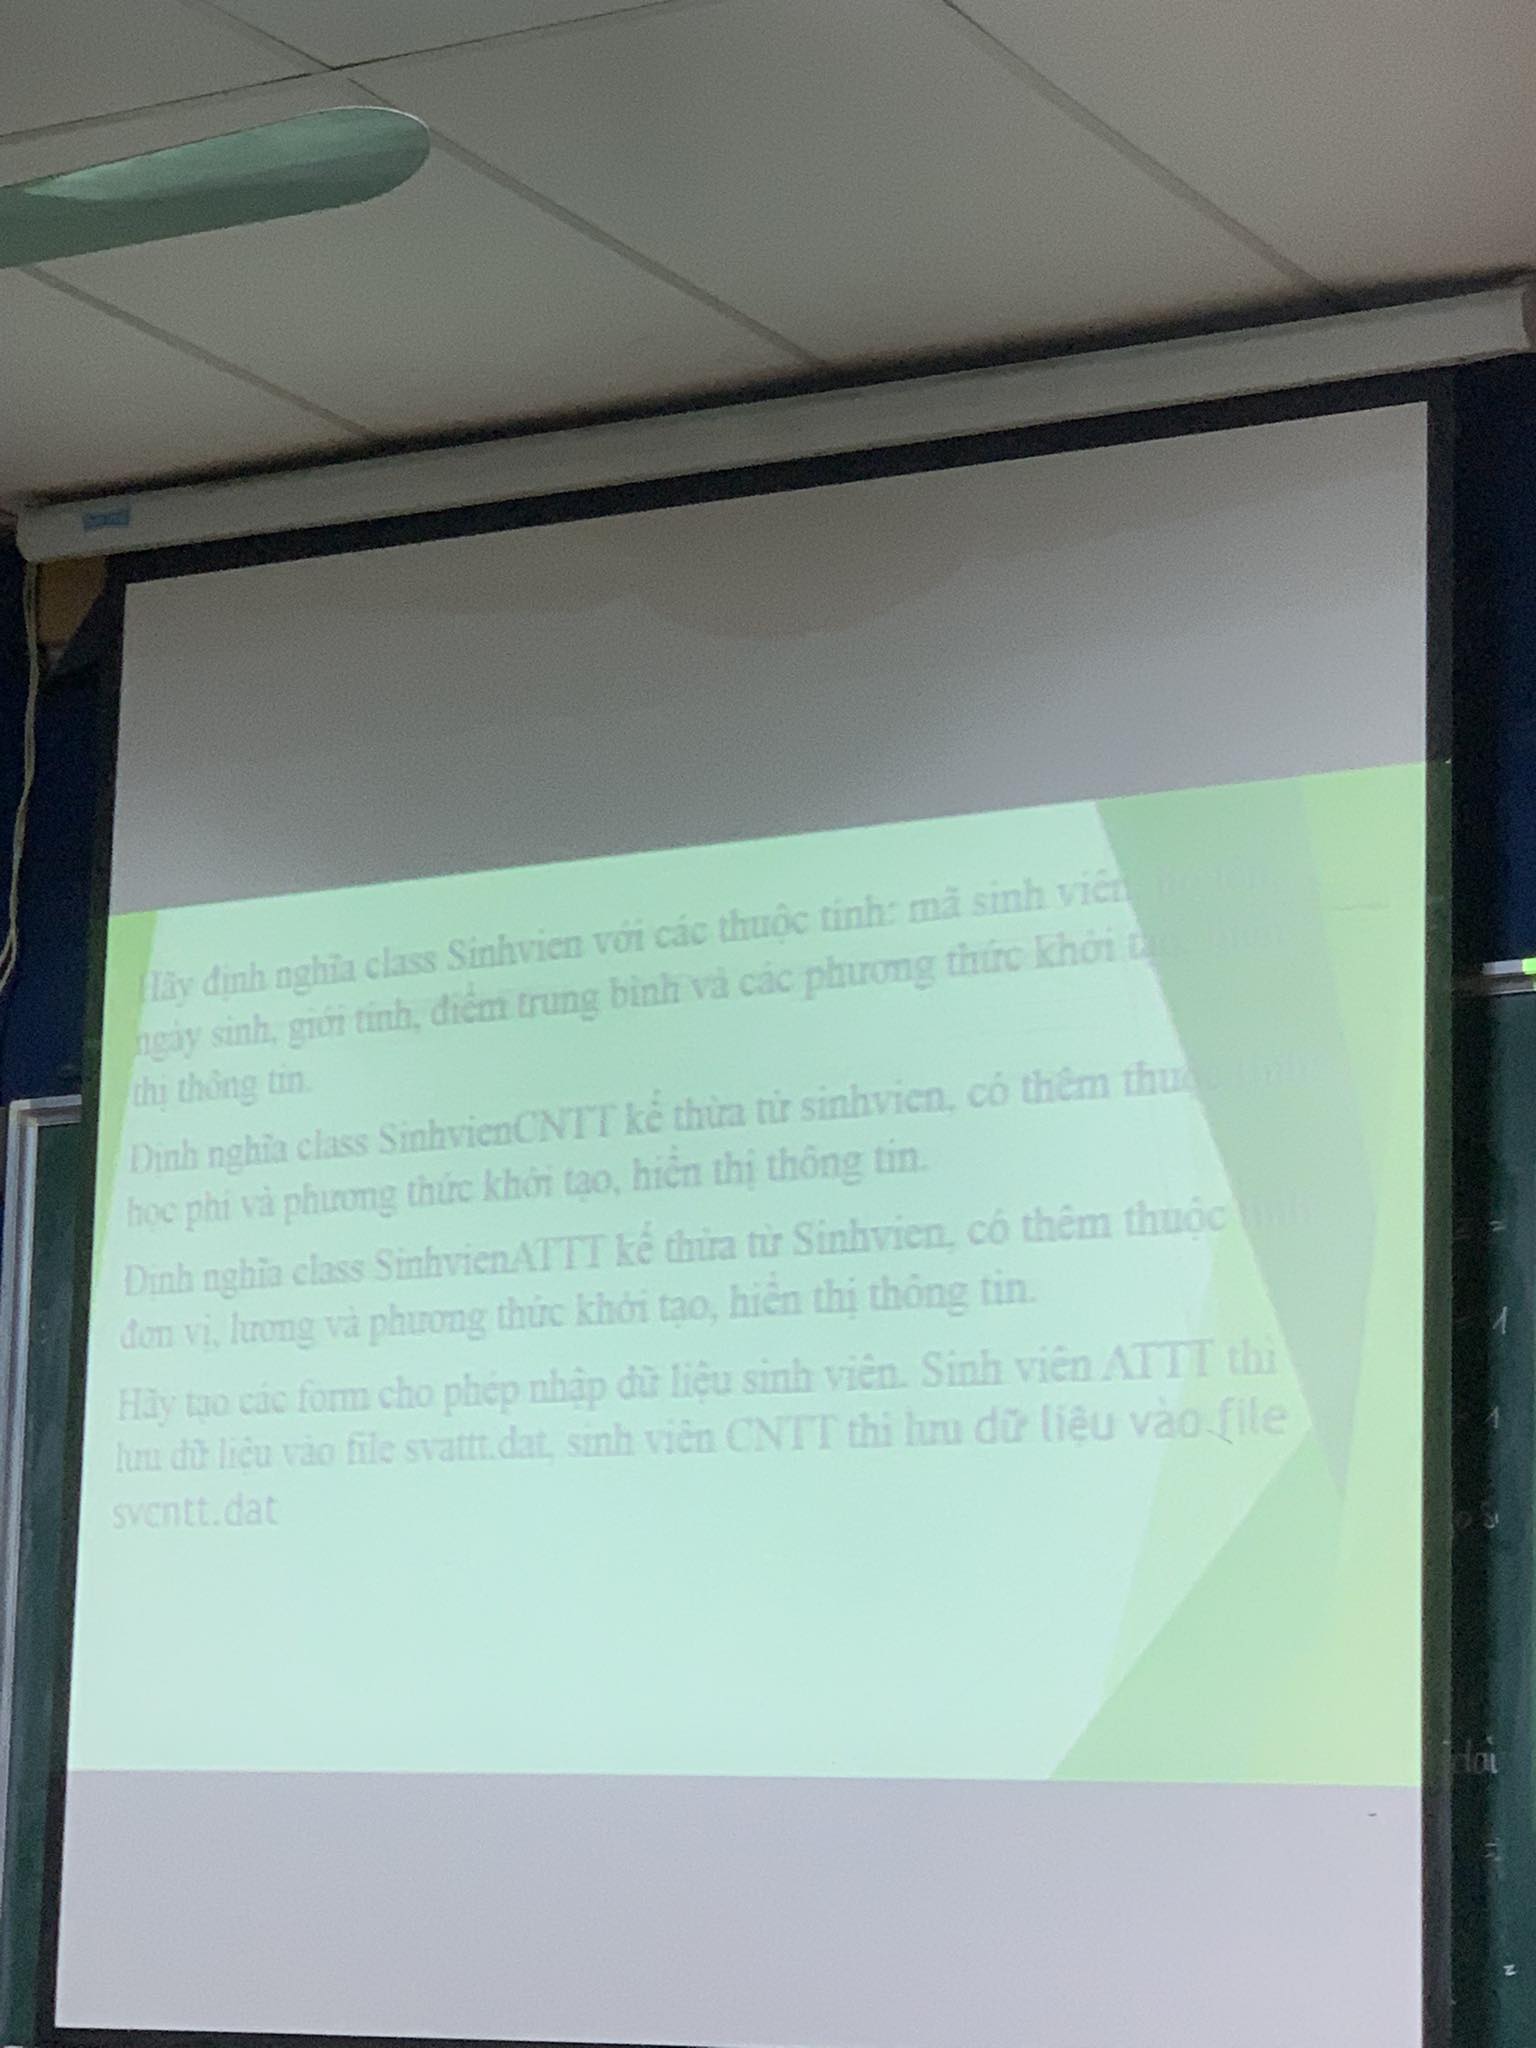 Hãy định nghĩa class Sinhvien với các thuộc tính: mã sinh viên
ngày sinh, giới tính, điểm trung bình và các phương thức khởi
thị thông tin.
Định nghĩa class SinhvienCNTT kế thừa từ sinhvien, có thêm thuộc
học phí và phương thức khởi tạo, hiển thị thông tin.
Định nghĩa class SinhvienATTT kế thừa từ Sinhvien, có thêm thuộc tính
đơn vị, lương và phương thức khởi tạo, hiển thị thông tin.
Hãy tạo các form cho phép nhập dữ liệu sinh viên. Sinh viên ATTT thì
lưu dữ liệu vào file svattt.dat, sinh viên CNTT thì lưu dữ liệu vào file
svcntt.dat